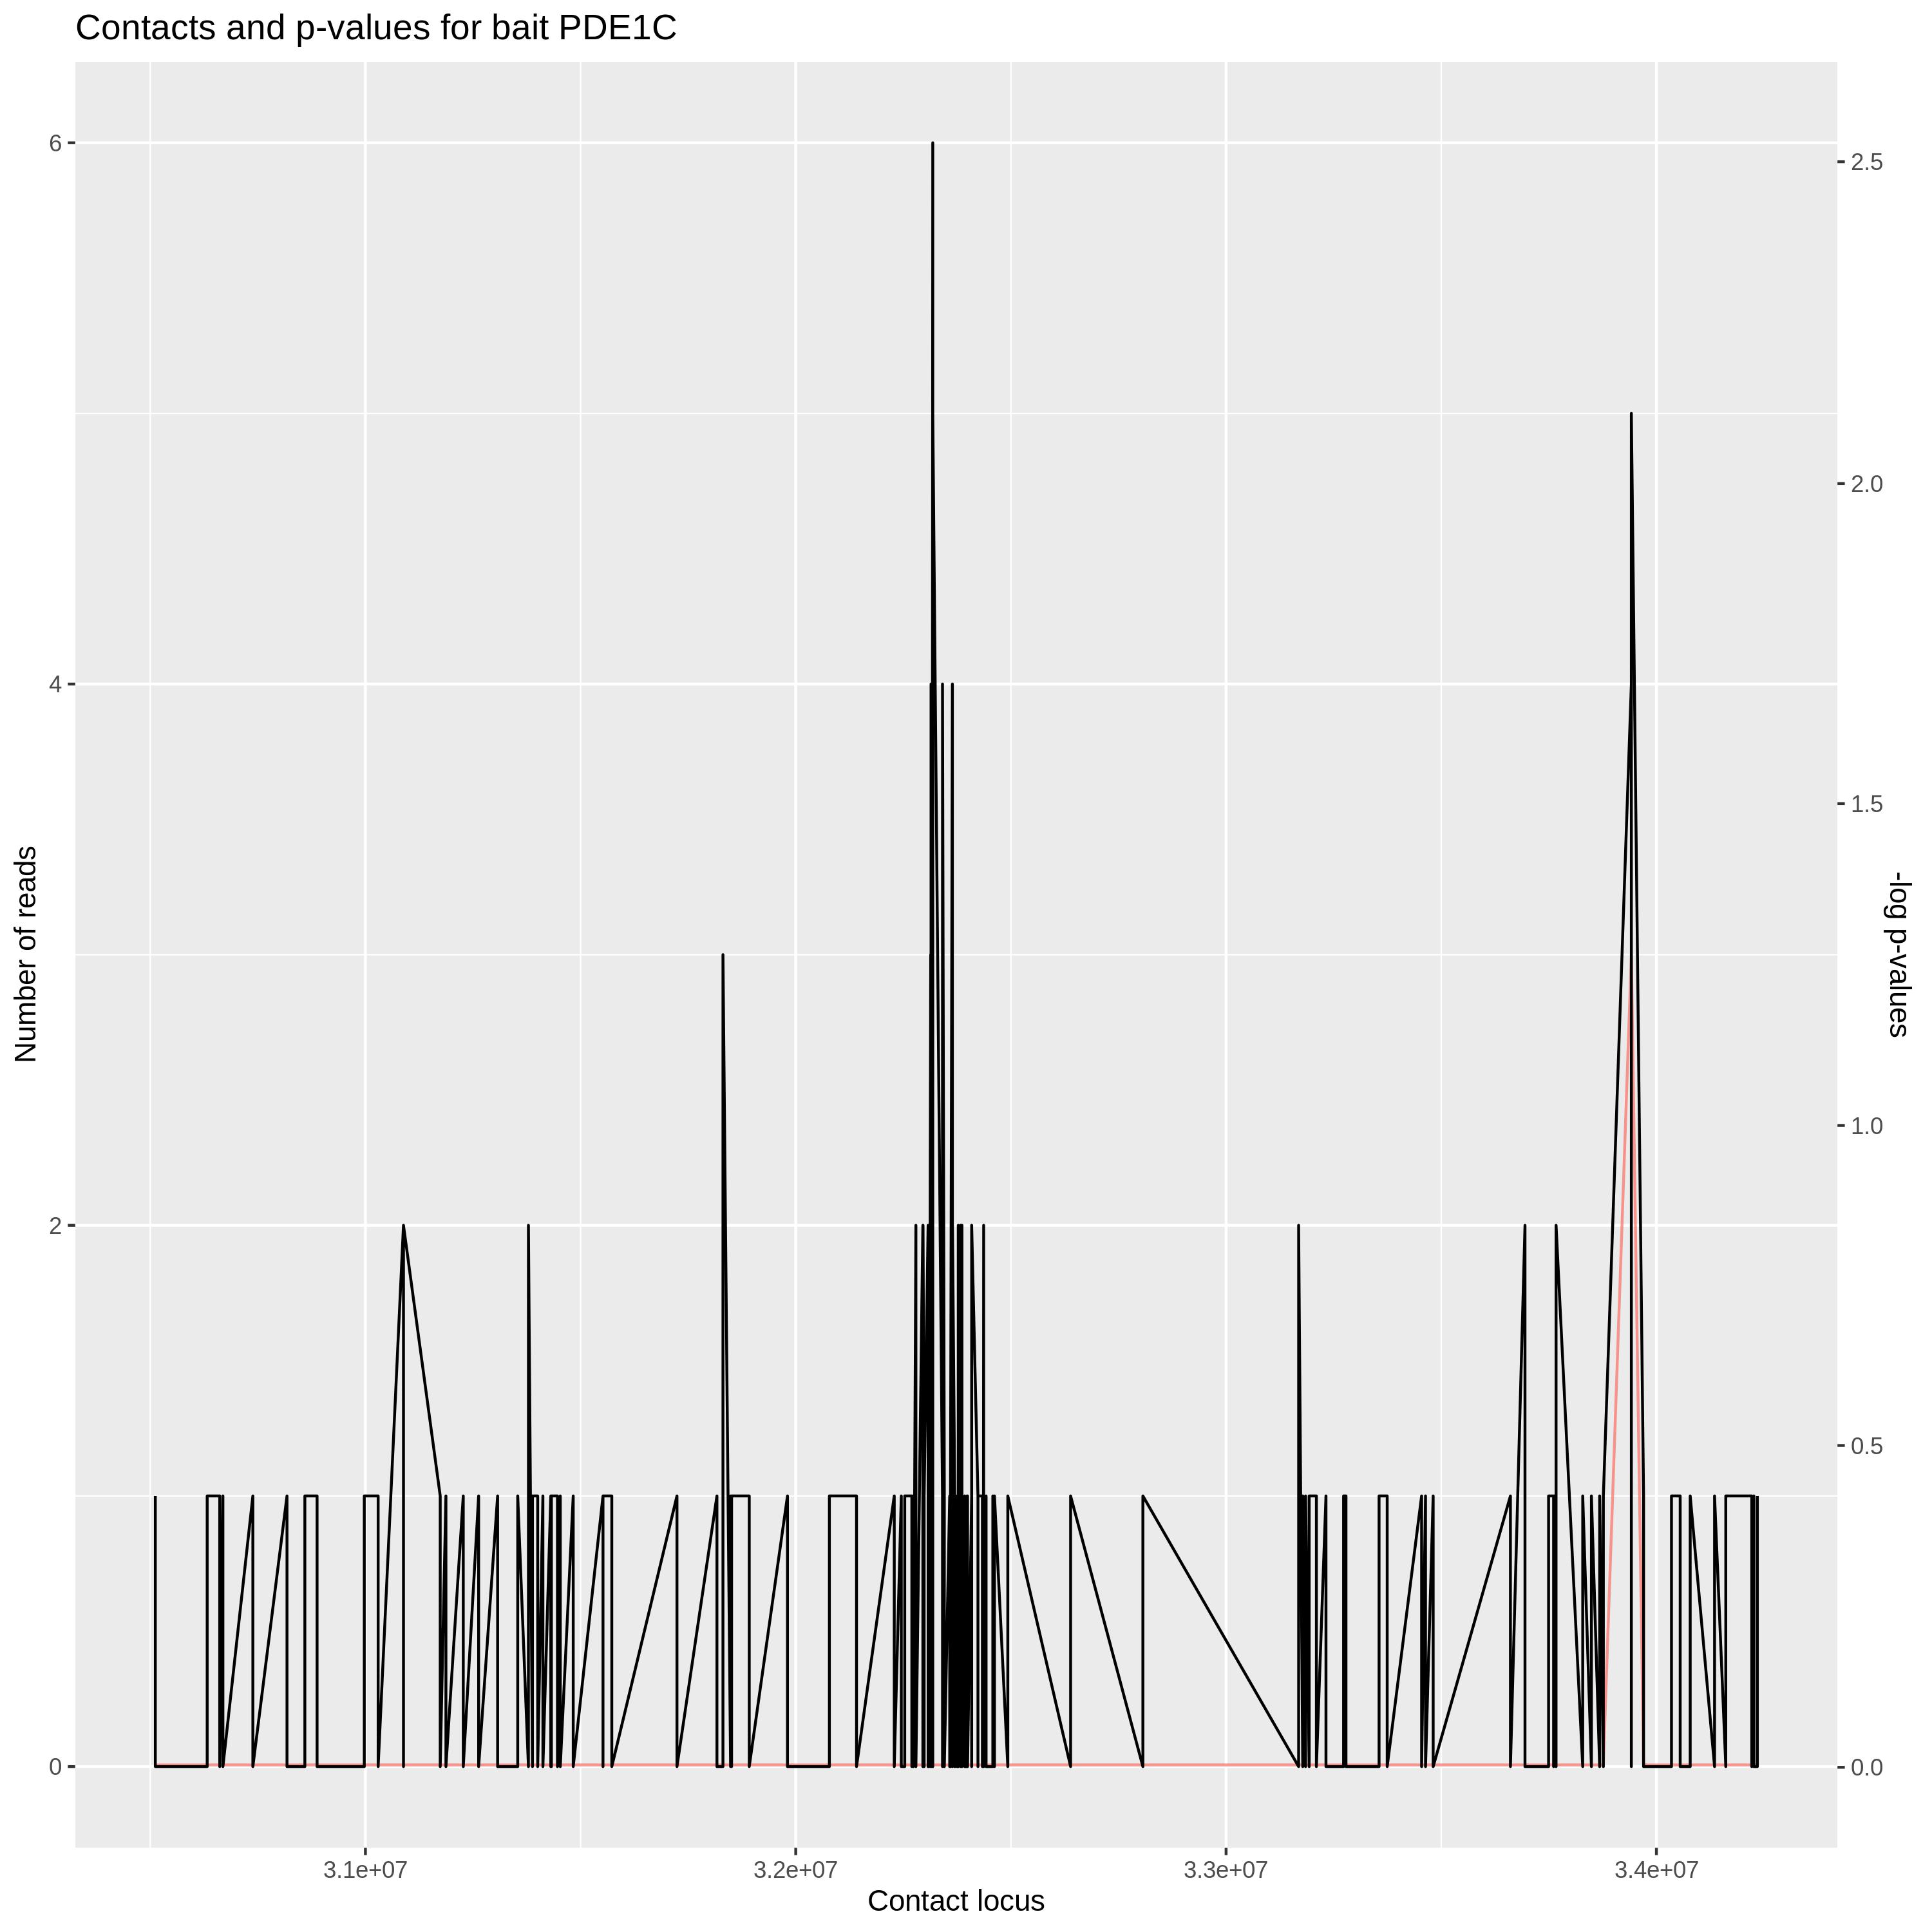 Contacts and p-values for bait PDE1C
6
4
2
0
Number of reads
2.5
2.0
1.5
1.0
0.5
0.0
-log p-values
3.1e+07
3.2e+07
3.3e+07
3.4e+07
Contact locus